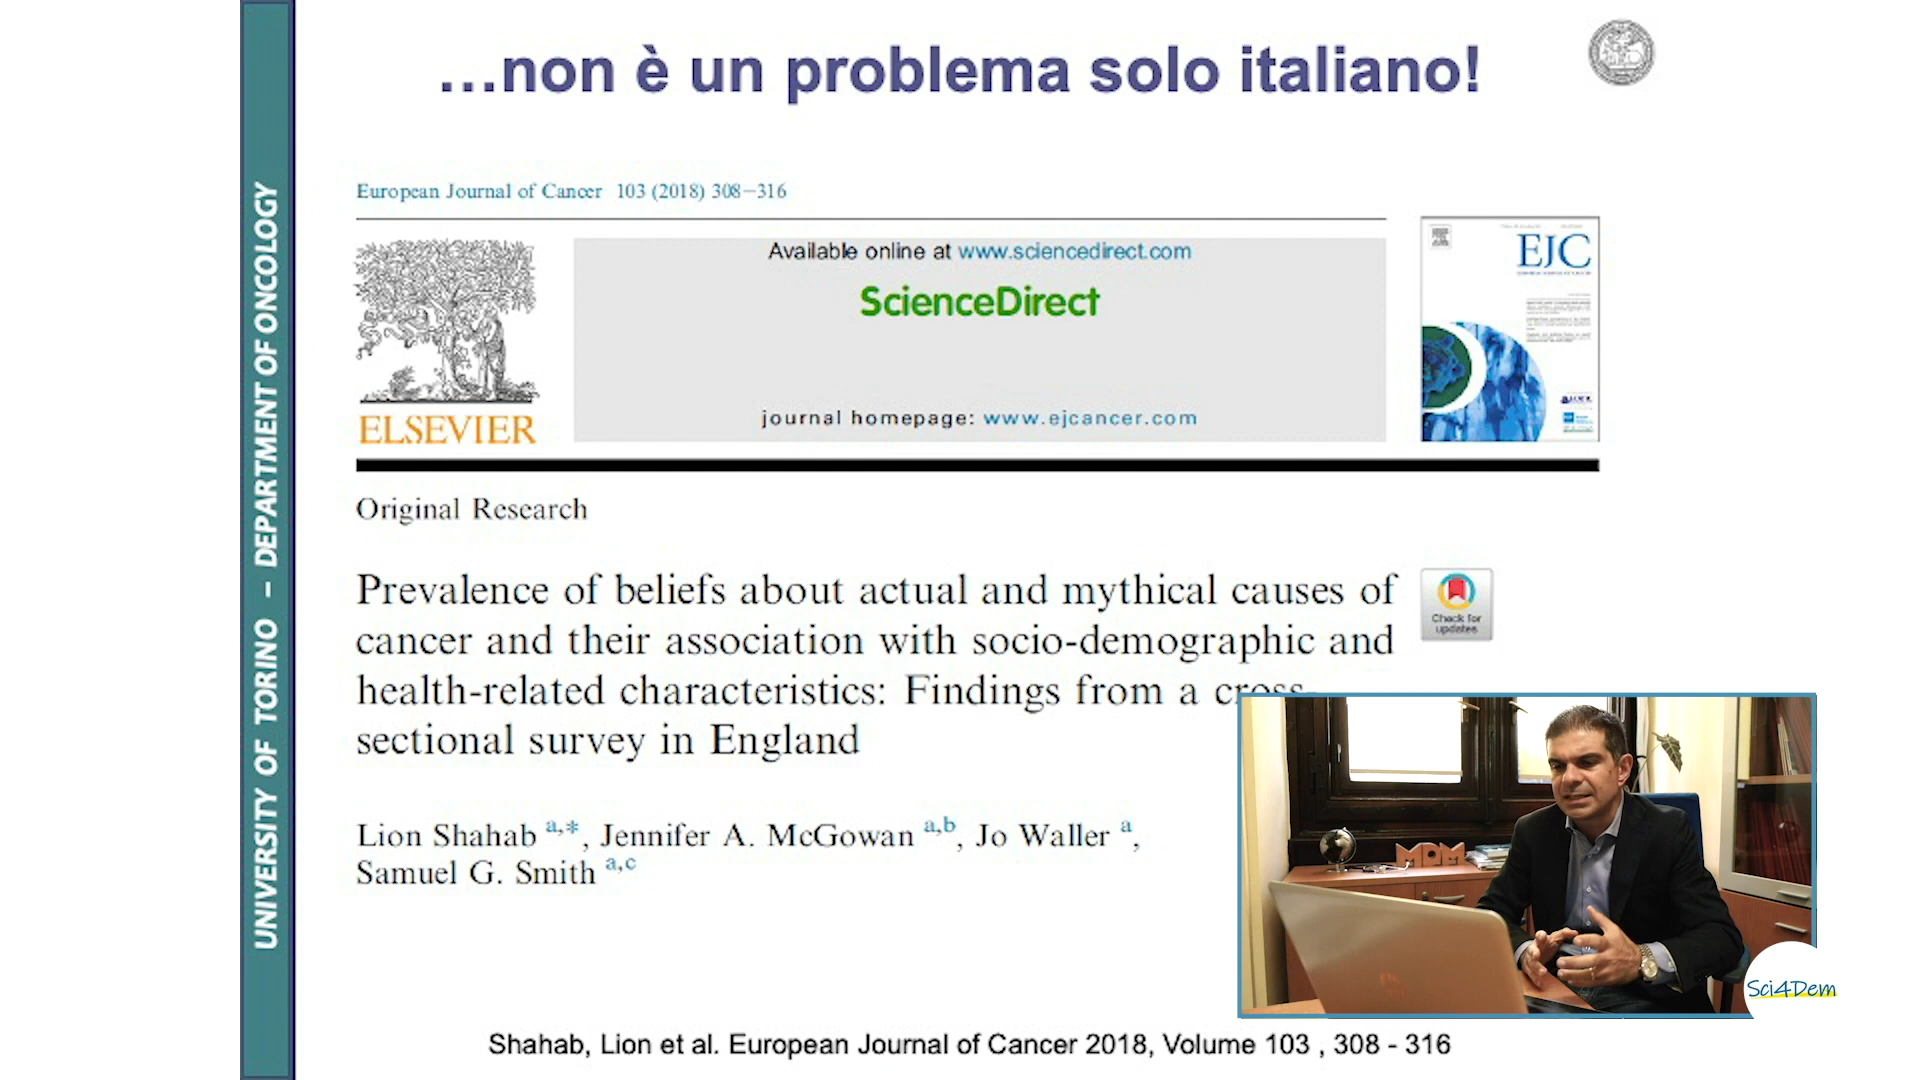 …non è un problema solo italiano!
UNIVERSITY OF TORINO – DEPARTMENT OF ONCOLOGY
European Journal of Cancer 103 (2018) 308–316
Available online at www.sciencedirect.com
ScienceDirect
journal homepage: www.ejcancer.com
ELSEVIER
EJC
Original Research
Prevalence of beliefs about actual and mythical causes of
cancer and their association with socio-demographic and
health-related characteristics: Findings from a cross-
sectional survey in England
Check for
updates
Lion Shahab a,*, Jennifer A. McGowan a,b, Jo Waller a,
Samuel G. Smith a,c
MDM
Sci4Dem
Shahab, Lion et al. European Journal of Cancer 2018, Volume 103 , 308 - 316